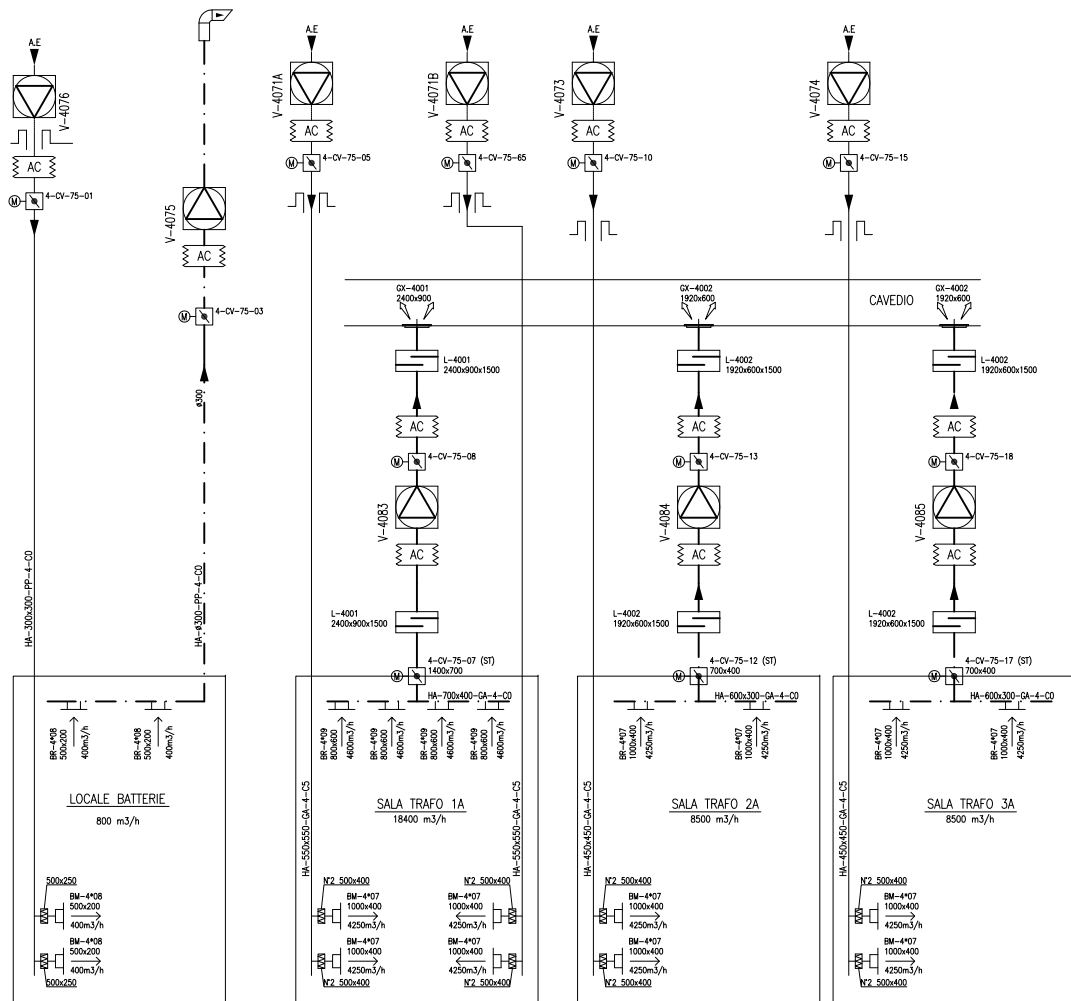 A.E
A.E
A.E
A.E
A.E
V-4076
V-4075
V-4071A
V-4071B
V-4073
V-4074
AC
AC
AC
AC
AC
AC
M
4-CV-75-01
M
4-CV-75-05
M
4-CV-75-65
M
4-CV-75-10
M
4-CV-75-15
M
4-CV-75-03
GX-4001
2400x900
GX-4002
1920x600
CAVEDIO
GX-4002
1920x600
L-4001
2400x900x1500
L-4002
1920x600x1500
L-4002
1920x600x1500
ø300
AC
AC
AC
M
4-CV-75-08
M
4-CV-75-13
M
4-CV-75-18
V-4083
V-4084
V-4085
AC
AC
AC
HA-300x300-PP-4-C0
HA-ø300-PP-4-C0
L-4001
2400x900x1500
L-4002
1920x600x1500
L-4002
1920x600x1500
M
4-CV-75-07 (ST)
1400x700
M
4-CV-75-12 (ST)
700x400
M
4-CV-75-17 (ST)
700x400
HA-700x400-GA-4-C0
HA-600x300-GA-4-C0
HA-600x300-GA-4-C0
BR-4*08
500x200
400m3/h
BR-4*08
500x200
400m3/h
BR-4*09
800x600
4600m3/h
BR-4*09
800x600
4600m3/h
BR-4*09
800x600
4600m3/h
BR-4*09
800x600
4600m3/h
BR-4*07
1000x400
4250m3/h
BR-4*07
1000x400
4250m3/h
BR-4*07
1000x400
4250m3/h
BR-4*07
1000x400
4250m3/h
LOCALE BATTERIE
800 m3/h
SALA TRAFO 1A
18400 m3/h
SALA TRAFO 2A
8500 m3/h
SALA TRAFO 3A
8500 m3/h
HA-550x550-GA-4-C5
HA-550x550-GA-4-C5
HA-450x450-GA-4-C5
HA-450x450-GA-4-C5
500x250
BM-4*08
500x200
400m3/h
BM-4*08
500x200
400m3/h
500x250
N°2 500x400
BM-4*07
1000x400
4250m3/h
BM-4*07
1000x400
4250m3/h
N°2 500x400
N°2 500x400
BM-4*07
1000x400
4250m3/h
BM-4*07
1000x400
4250m3/h
N°2 500x400
N°2 500x400
BM-4*07
1000x400
4250m3/h
BM-4*07
1000x400
4250m3/h
N°2 500x400
N°2 500x400
BM-4*07
1000x400
4250m3/h
BM-4*07
1000x400
4250m3/h
N°2 500x400